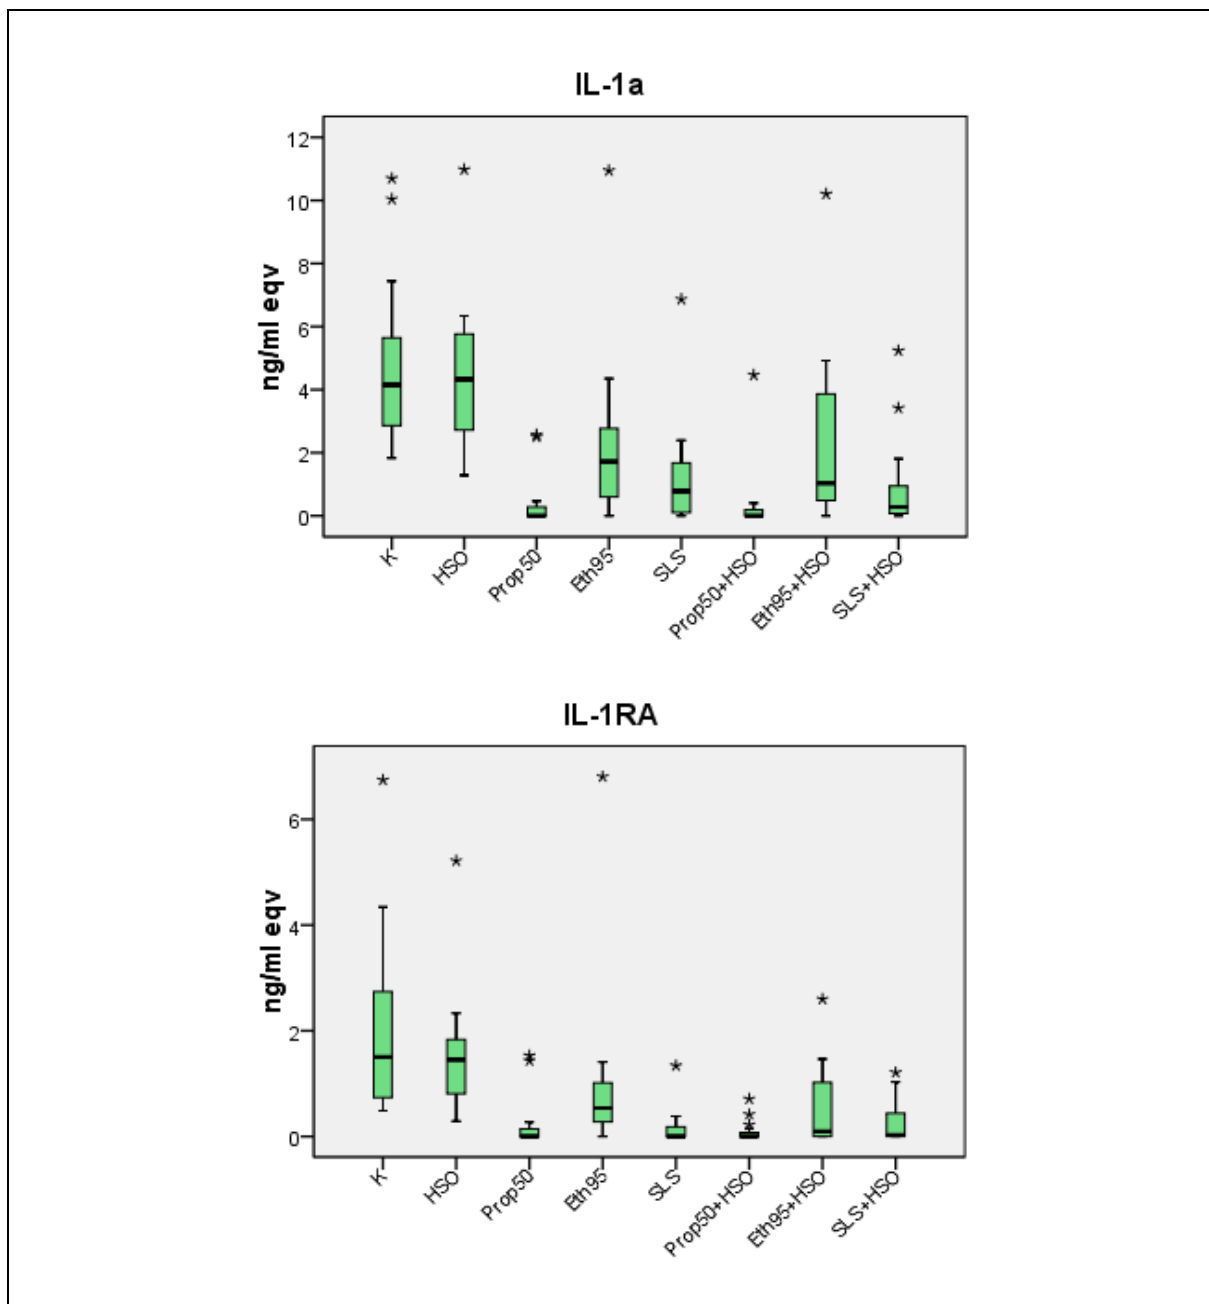 IL-1a
ng/ml eqv
12
10
8
6
4
2
0
K
HSO
Prop50
Eth95
SLS
Prop50+HSO
Eth95+HSO
SLS+HSO
IL-1RA
ng/ml eqv
6
4
2
0
K
HSO
Prop50
Eth95
SLS
Prop50+HSO
Eth95+HSO
SLS+HSO